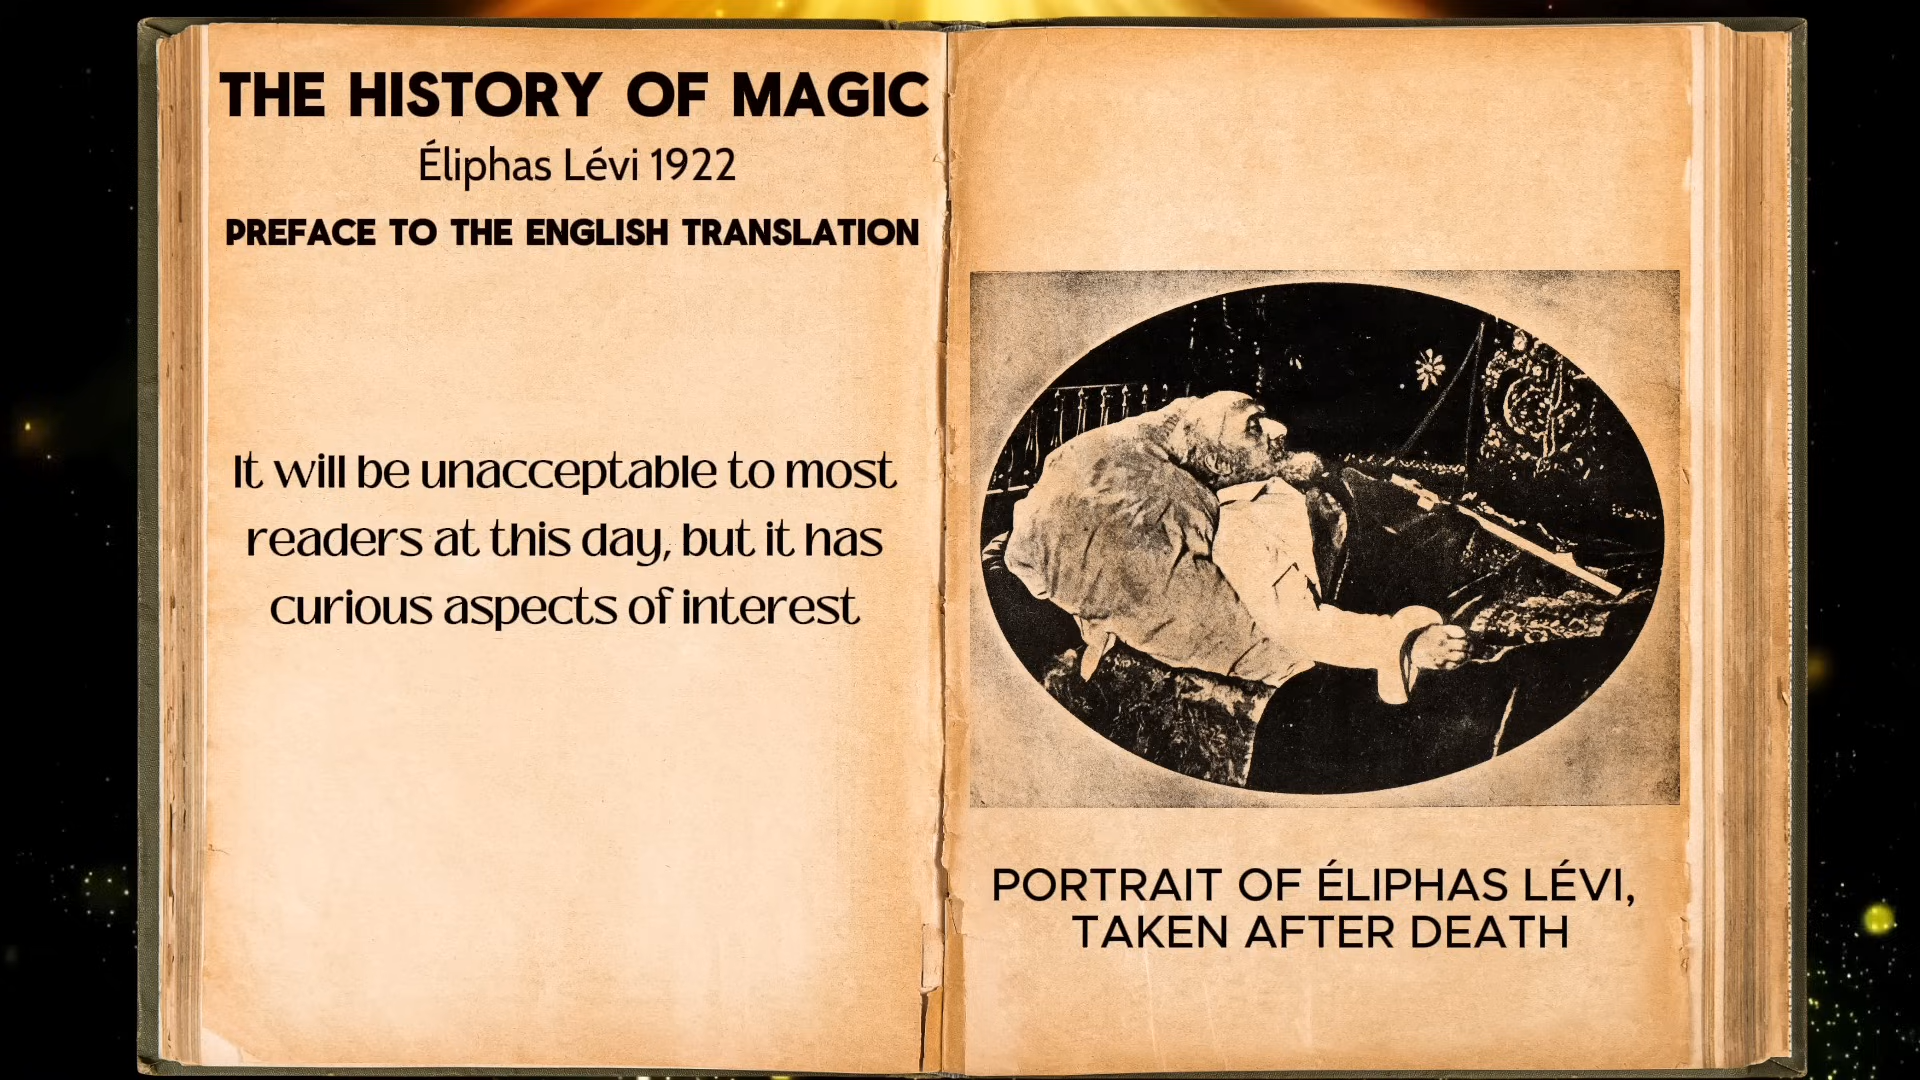 THE HISTORY OF MAGIC
Éliphas Lévi 1922
PREFACE TO THE ENGLISH TRANSLATION
It will be unacceptable to most
readers at this day, but it has
curious aspects of interest
PORTRAIT OF ÉLIPHAS LÉVI,
TAKEN AFTER DEATH